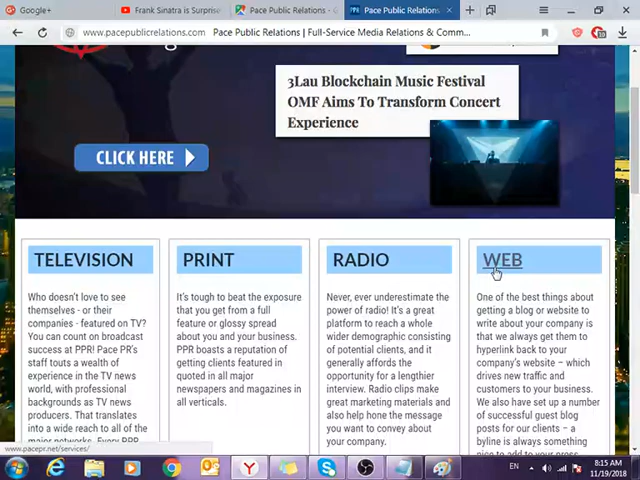 Google+
Frank Sinatra is Surprise
Pace Public Relations - G
Pace Public Relations
www.pacepublicrelations.com Pace Public Relations | Full-Service Media Relations & Comm...
3Lau Blockchain Music Festival
OMF Aims To Transform Concert
Experience
CLICK HERE
TELEVISION
Who doesn't love to see
themselves - or their
companies - featured on TV?
You can count on broadcast
success at PPR! Pace PR's
staff touts a wealth of
experience in the TV news
world, with professional
backgrounds as TV news
producers. That translates
into a wide reach to all of the
major networks. Every PPR
PRINT
It's tough to beat the exposure
that you get from a full
feature or glossy spread
about you and your business.
PPR boasts a reputation of
getting clients featured in
quoted in all major
newspapers and magazines in
all verticals.
RADIO
Never, ever underestimate the
power of radio! It's a great
platform to reach a whole
wider demographic consisting
of potential clients, and it
generally affords the
opportunity for a lengthier
interview. Radio clips make
great marketing materials and
also help hone the message
you want to convey about
your company.
WEB
One of the best things about
getting a blog or website to
write about your company is
that we always get them to
hyperlink back to your
company's website – which
drives new traffic and
customers to your business.
We also have set up a number
of successful guest blog
posts for our clients – a
byline is always something
www.pacepr.net/services/
EN
8:15 AM
11/19/2018